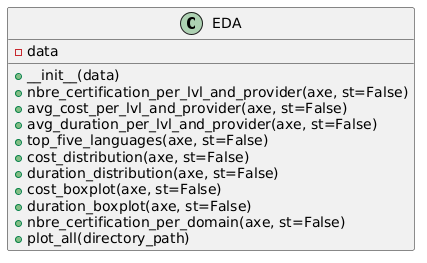 C EDA
data
__init__(data)
nbre_certification_per_lvl_and_provider(axe, st=False)
avg_cost_per_lvl_and_provider(axe, st=False)
avg_duration_per_lvl_and_provider(axe, st=False)
top_five_languages(axe, st=False)
cost_distribution(axe, st=False)
duration_distribution(axe, st=False)
cost_boxplot(axe, st=False)
duration_boxplot(axe, st=False)
nbre_certification_per_domain(axe, st=False)
plot_all(directory_path)